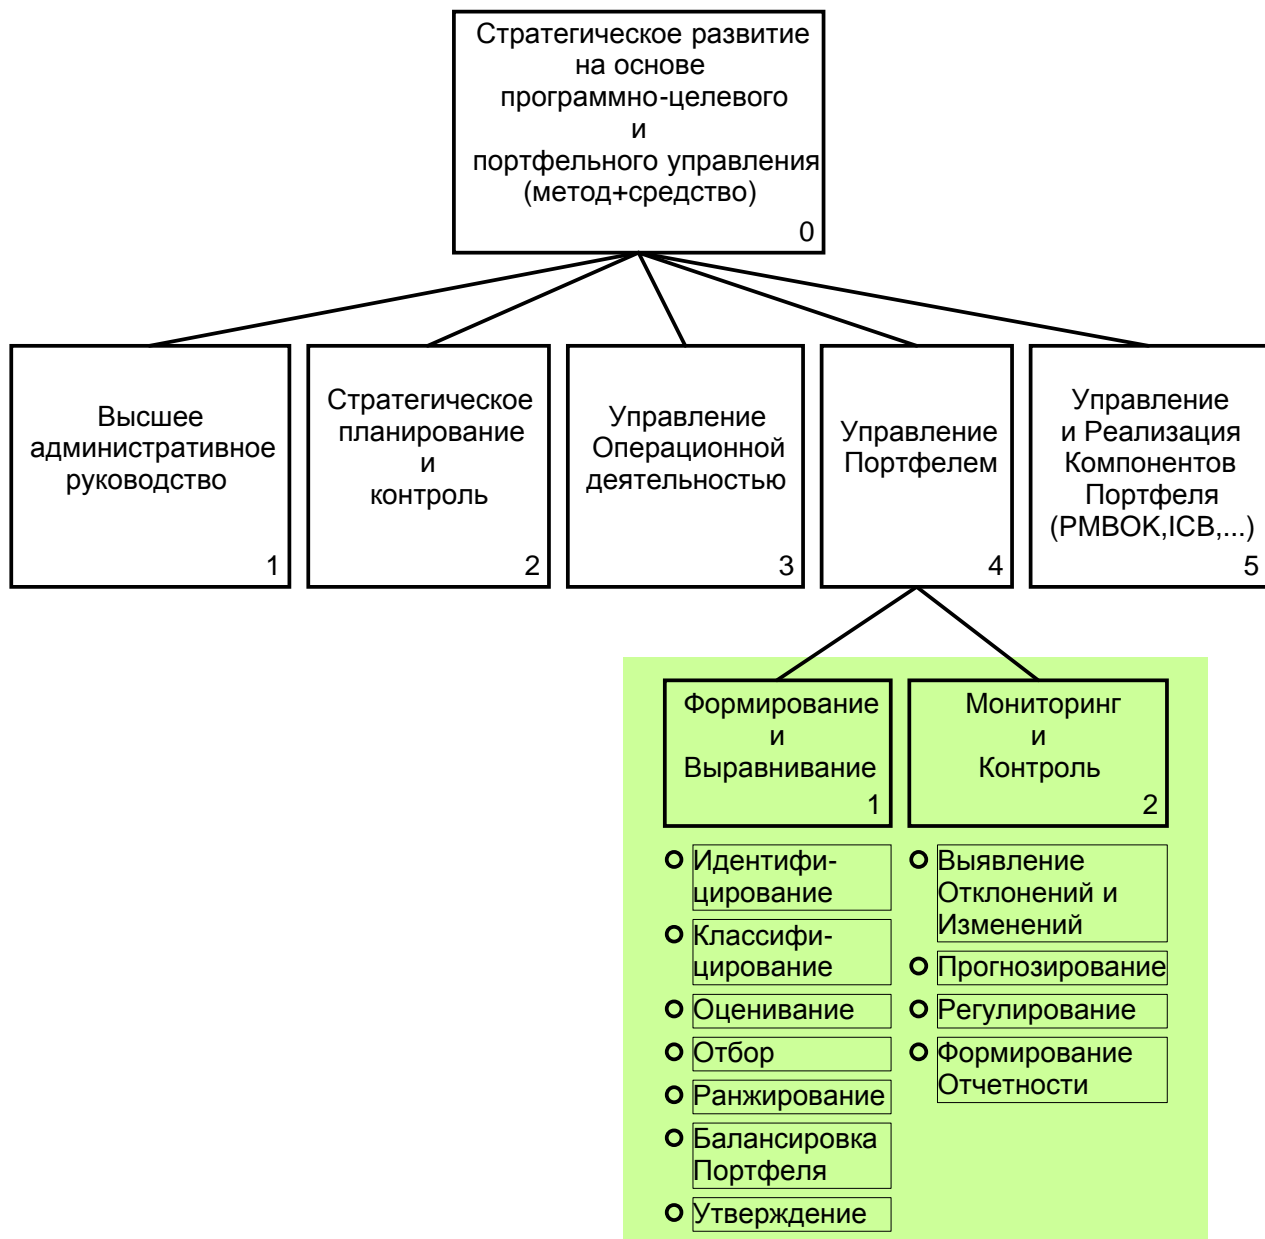 Стратегическое развитие
на основе
программно-целевого
и
портфельного управления
(метод+средство)
0
Высшее
административное
руководство
1
Стратегическое
планирование
и
контроль
2
Управление
Операционной
деятельностью
3
Управление
Портфелем
4
Управление
и Реализация
Компонентов
Портфеля
(PMBOK,ICB,...)
5
Формирование
и
Выравнивание
1
Идентифи-
цирование
Классифи-
цирование
Оценивание
Отбор
Ранжирование
Балансировка
Портфеля
Утверждение
Мониторинг
и
Контроль
2
Выявление
Отклонений и
Изменений
Прогнозирование
Регулирование
Формирование
Отчетности